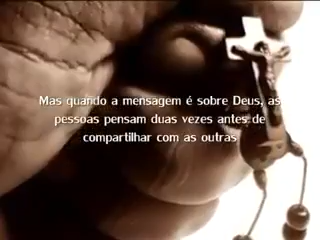 Mas quando a mensagem é sobre Deus, as
pessoas pensam duas vezes antes de
compartilhar com as outras